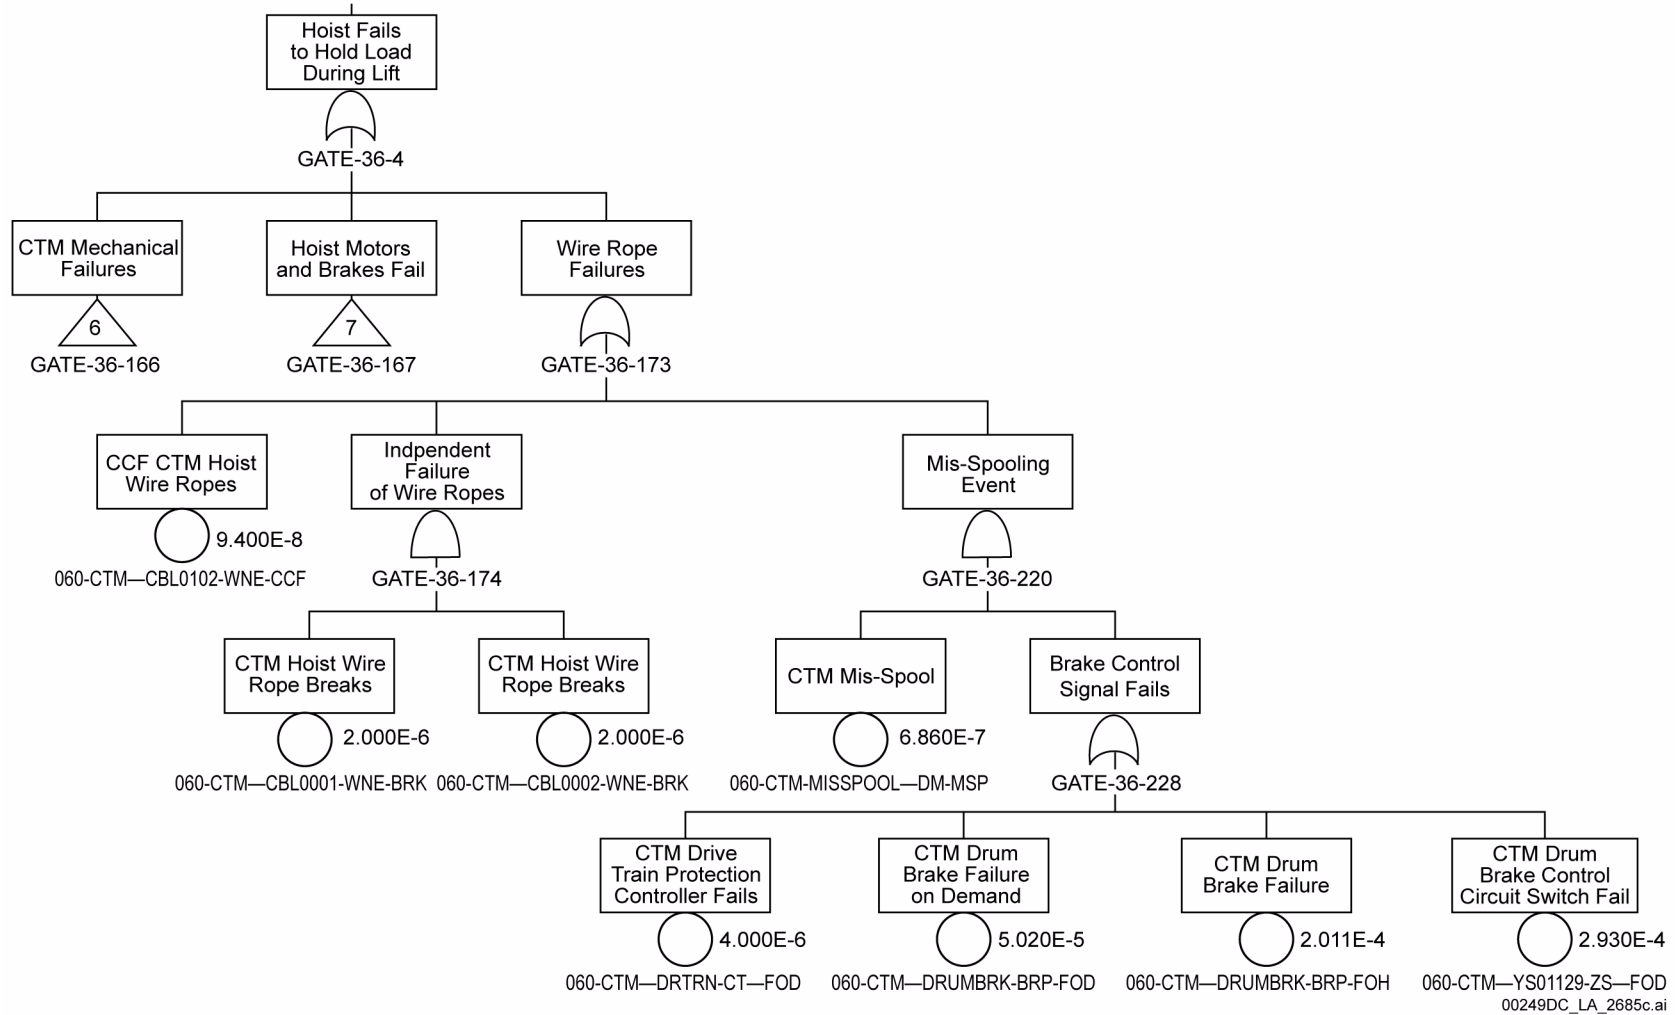 Hoist Fails
to Hold Load
During Lift
GATE-36-4
CTM Mechanical
Failures
6
GATE-36-166
Hoist Motors
and Brakes Fail
7
GATE-36-167
Wire Rope
Failures
GATE-36-173
CCF CTM Hoist
Wire Ropes
9.400E-8
060-CTM—CBL0102-WNE-CCF
Indpendent
Failure
of Wire Ropes
GATE-36-174
Mis-Spooling
Event
GATE-36-220
CTM Hoist Wire
Rope Breaks
2.000E-6
060-CTM—CBL0001-WNE-BRK
CTM Hoist Wire
Rope Breaks
2.000E-6
060-CTM—CBL0002-WNE-BRK
CTM Mis-Spool
6.860E-7
060-CTM-MISSPOOL—DM-MSP
Brake Control
Signal Fails
GATE-36-228
CTM Drive
Train Protection
Controller Fails
4.000E-6
060-CTM—DRTRN-CT—FOD
CTM Drum
Brake Failure
on Demand
5.020E-5
060-CTM—DRUMBRK-BRP-FOD
CTM Drum
Brake Failure
2.011E-4
060-CTM—DRUMBRK-BRP-FOH
CTM Drum
Brake Control
Circuit Switch Fail
2.930E-4
060-CTM—YS01129-ZS—FOD
00249DC_LA_2685c.ai